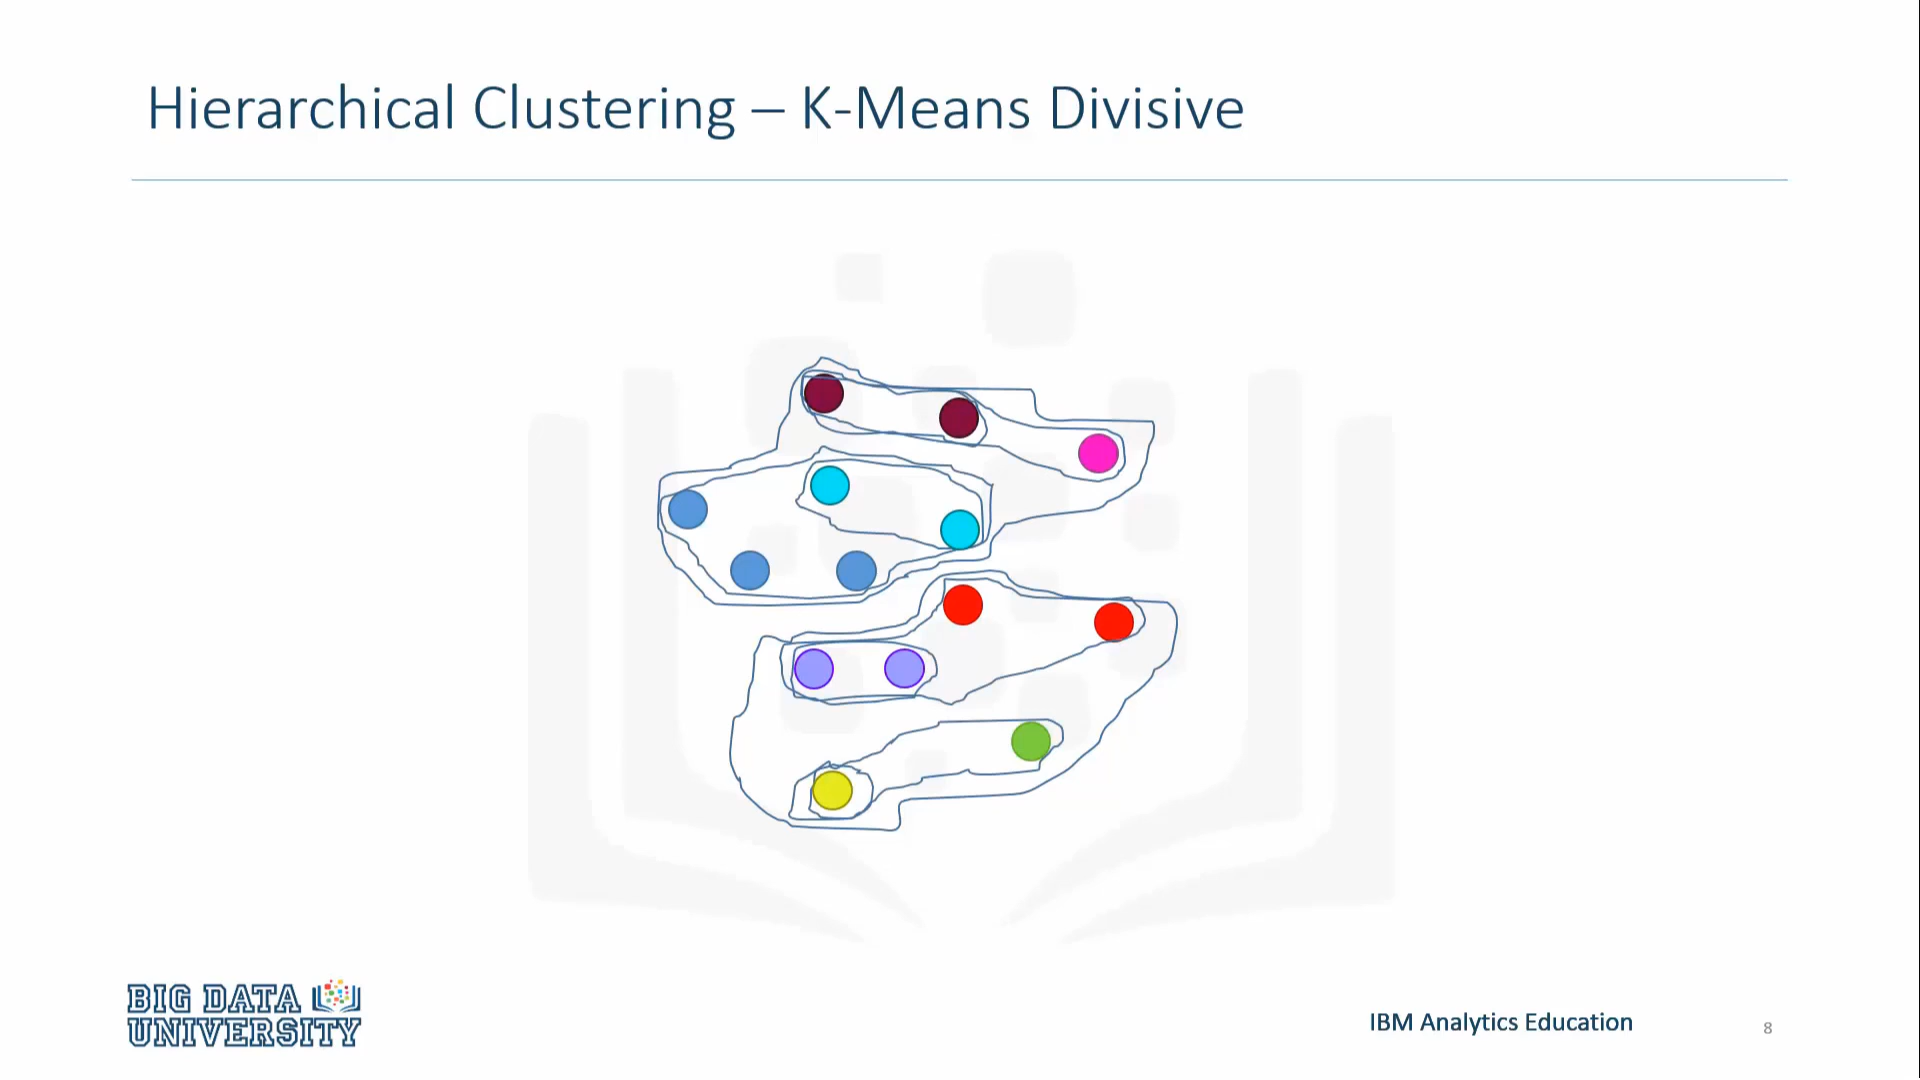 Hierarchical Clustering – K-Means Divisive
BIG DATA
UNIVERSITY
IBM Analytics Education
8